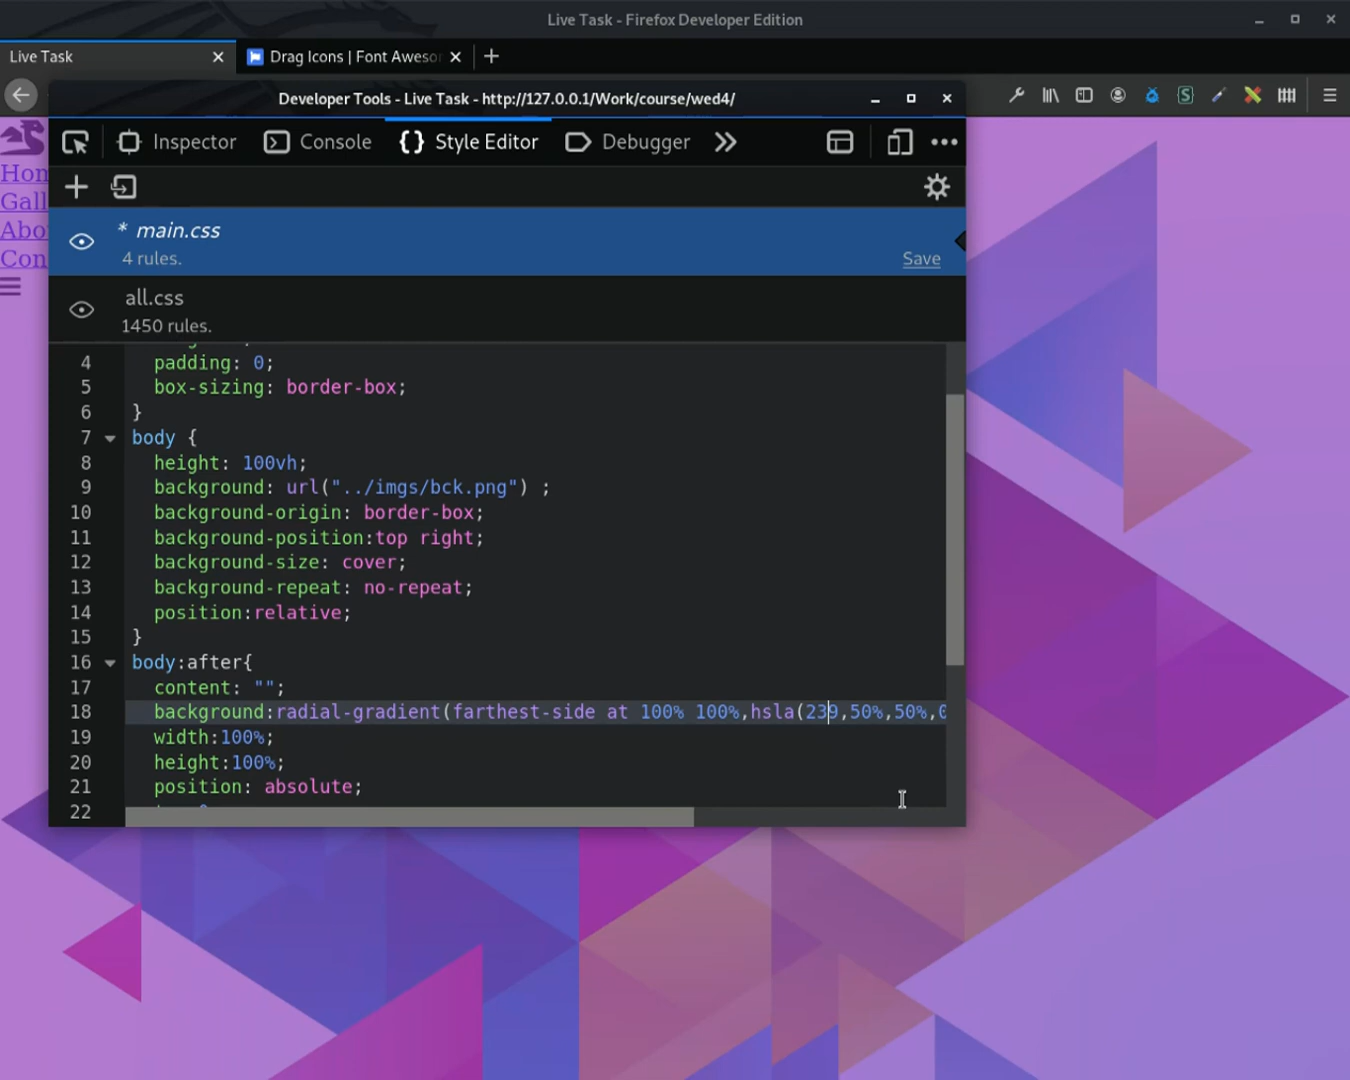 Live Task - Firefox Developer Edition
Live Task
Drag Icons | Font Aweso
Developer Tools - Live Task - http://127.0.0.1/Work/course/wed4/
Inspector
Console
{} Style Editor
Debugger
* main.css
4 rules.
Save
all.css
1450 rules.
Hom
Gall
Abo
Con
4 padding: 0;
5 box-sizing: border-box;
6 }
7 body {
8 height: 100vh;
9 background: url("../imgs/bck.png") ;
10 background-origin: border-box;
11 background-position:top right;
12 background-size: cover;
13 background-repeat: no-repeat;
14 position:relative;
15 }
16 body:after{
17 content: "";
18 background:radial-gradient(farthest-side at 100% 100%,hsla(239,50%,50%,0
19 width:100%;
20 height:100%;
21 position: absolute;
22